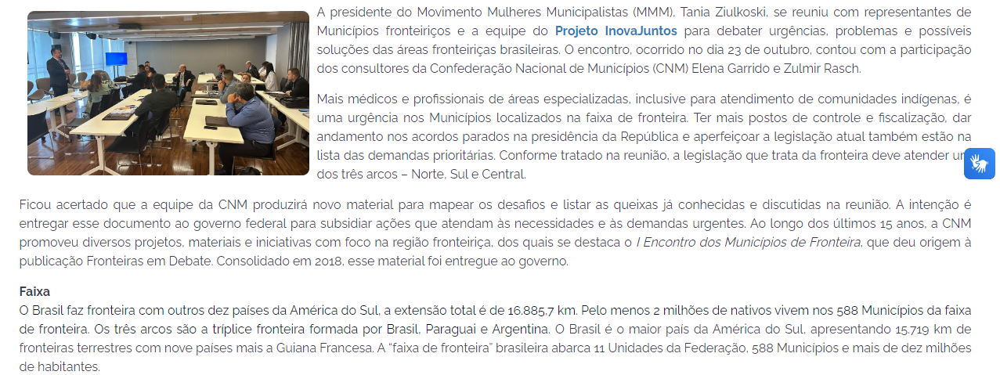 A presidente do Movimento Mulheres Municipalistas (MMM), Tania Ziulkoski, se reuniu com representantes de
Municípios fronteiriços e a equipe do Projeto InovaJuntos para debater urgências, problemas e possíveis
soluções das áreas fronteiriças brasileiras. O encontro, ocorrido no dia 23 de outubro, contou com a participação
dos consultores da Confederação Nacional de Municípios (CNM) Elena Garrido e Zulmir Rasch.
Mais médicos e profissionais de áreas especializadas, inclusive para atendimento de comunidades indígenas, é
uma urgência nos Municípios localizados na faixa de fronteira. Ter mais postos de controle e fiscalização, dar
andamento nos acordos parados na presidência da República e aperfeiçoar a legislação atual também estão na
lista das demandas prioritárias. Conforme tratado na reunião, a legislação que trata da fronteira deve atender
dos três arcos – Norte, Sul e Central.
Ficou acertado que a equipe da CNM produzirá novo material para mapear os desafios e listar as queixas já conhecidas e discutidas na reunião. A intenção é
entregar esse documento ao governo federal para subsidiar ações que atendam às necessidades e às demandas urgentes. Ao longo dos últimos 15 anos, a CNM
promoveu diversos projetos, materiais e iniciativas com foco na região fronteiriça, dos quais se destaca o I Encontro dos Municípios de Fronteira, que deu origem à
publicação Fronteiras em Debate. Consolidado em 2018, esse material foi entregue ao governo.
Faixa
O Brasil faz fronteira com outros dez países da América do Sul, a extensão total é de 16.885,7 km. Pelo menos 2 milhões de nativos vivem nos 588 Municípios da faixa
de fronteira. Os três arcos são a tríplice fronteira formada por Brasil, Paraguai e Argentina. O Brasil é o maior país da América do Sul, apresentando 15.719 km de
fronteiras terrestres com nove países mais a Guiana Francesa. A “faixa de fronteira” brasileira abarca 11 Unidades da Federação, 588 Municípios e mais de dez milhões
de habitantes.